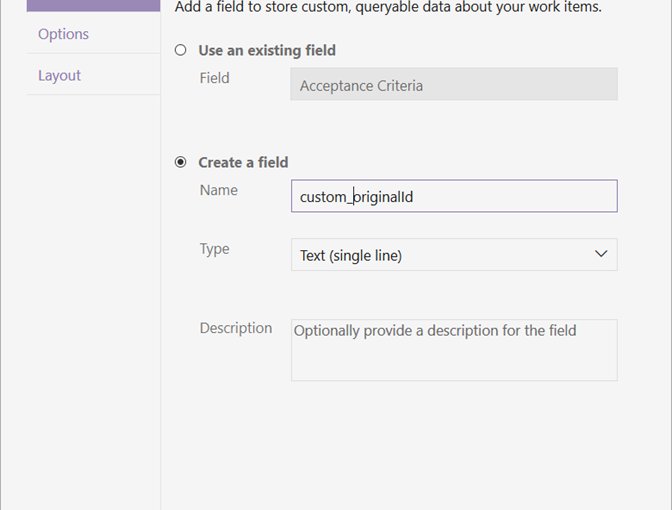 Add a field to store custom, queryable data about your work items.
Options
Use an existing field
Layout
Field
Acceptance Criteria
Create a field
Name
custom_originalId
Type
Text (single line)
Description
Optionally provide a description for the field